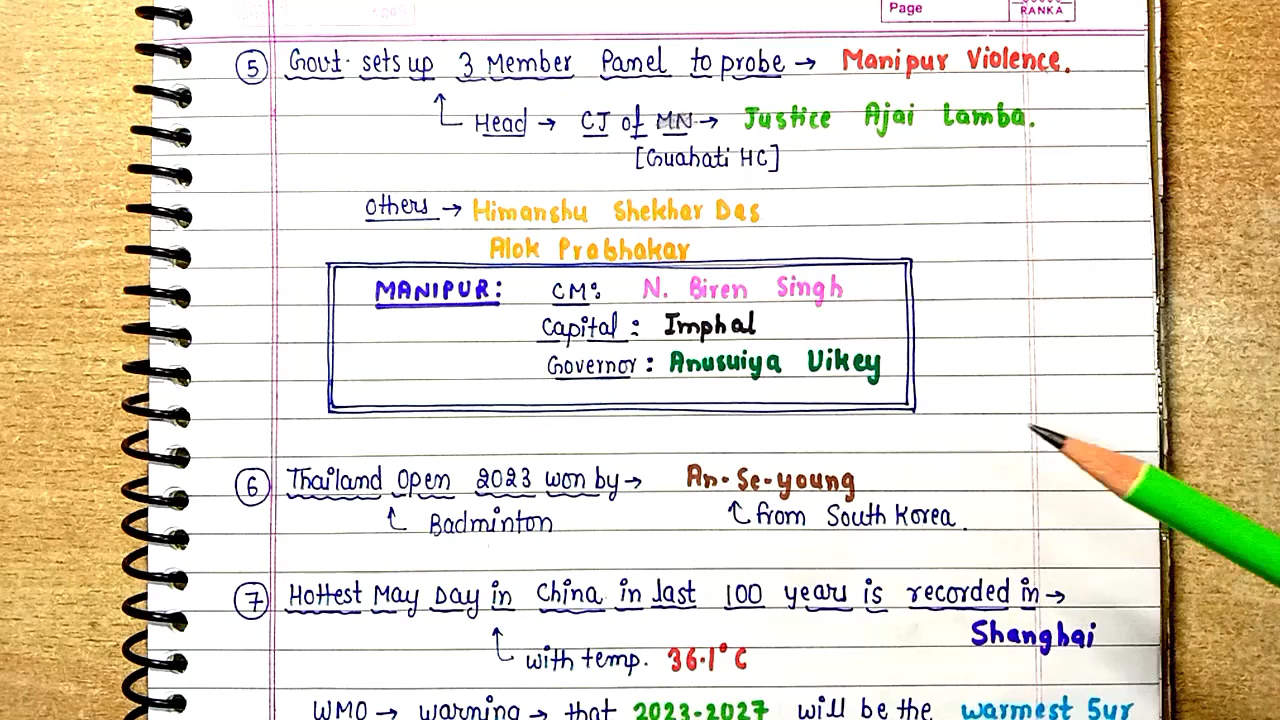 Page
RANKA
5 Govt. sets up 3 Member Panel to probe → Manipur Violence.
Head → CJ of MN → Justice Ajai Lamba.
[Guahati HC]
Others → Himanshu Shekhar Das
Alok Prabhakar
MANIPUR: CM: N. Biren Singh
Capital: Imphal
Governor: Anusuiya Uikey
6 Thailand Open 2023 won by → An-Se-young
Badminton from South Korea.
7 Hottest May Day in China in last 100 years is recorded in →
Shanghai
with temp. 36.1°C
WMO → warning → that 2023-2027 will be the warmest 5yr